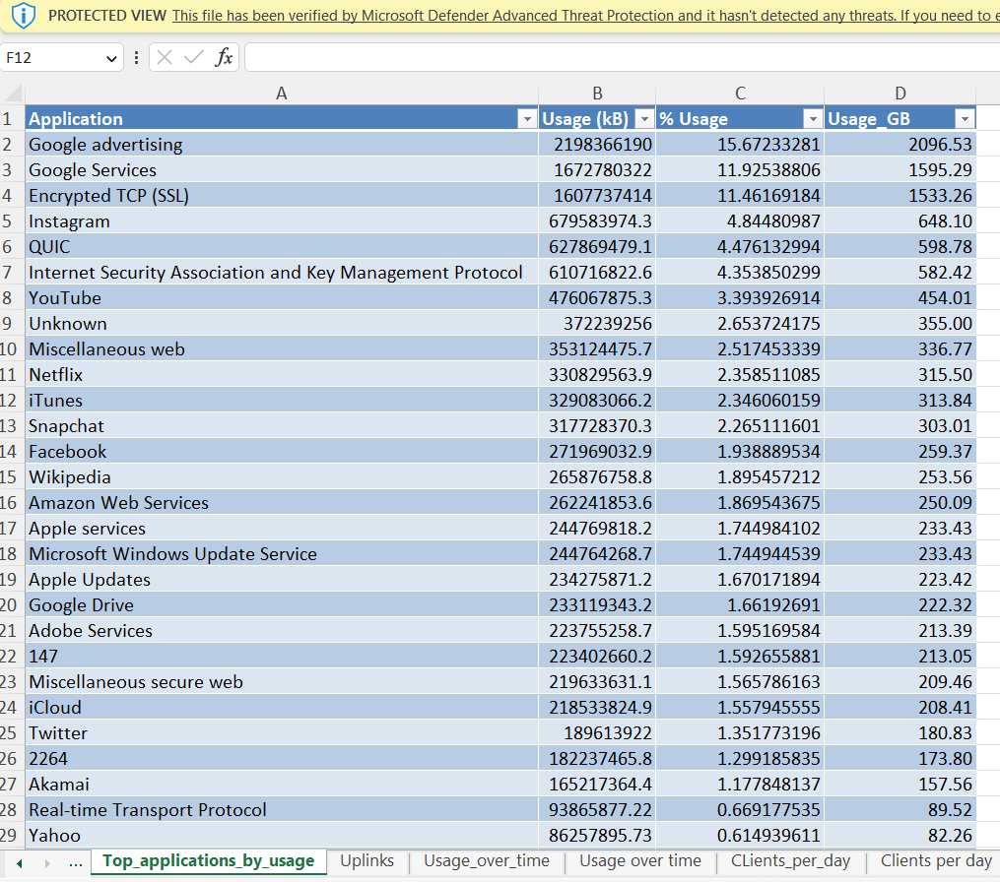 PROTECTED VIEW This file has been verified by Microsoft Defender Advanced Threat Protection and it hasn't detected any threats. If you need to e
F12 fx
A B C D
1 Application Usage (kB) % Usage Usage_GB
2 Google advertising 2198366190 15.67233281 2096.53
3 Google Services 1672780322 11.92538806 1595.29
4 Encrypted TCP (SSL) 1607737414 11.46169184 1533.26
5 Instagram 679583974.3 4.84480987 648.10
6 QUIC 627869479.1 4.476132994 598.78
7 Internet Security Association and Key Management Protocol 610716822.6 4.353850299 582.42
8 YouTube 476067875.3 3.393926914 454.01
9 Unknown 372239256 2.653724175 355.00
10 Miscellaneous web 353124475.7 2.517453339 336.77
11 Netflix 330829563.9 2.358511085 315.50
12 iTunes 329083066.2 2.346060159 313.84
13 Snapchat 317728370.3 2.265111601 303.01
14 Facebook 271969032.9 1.938889534 259.37
15 Wikipedia 265876758.8 1.895457212 253.56
16 Amazon Web Services 262241853.6 1.869543675 250.09
17 Apple services 244769818.2 1.744984102 233.43
18 Microsoft Windows Update Service 244764268.7 1.744944539 233.43
19 Apple Updates 234275871.2 1.670171894 223.42
20 Google Drive 233119343.2 1.66192691 222.32
21 Adobe Services 223755258.7 1.595169584 213.39
22 147 223402660.2 1.592655881 213.05
23 Miscellaneous secure web 219633631.1 1.565786163 209.46
24 iCloud 218533824.9 1.557945555 208.41
25 Twitter 189613922 1.351773196 180.83
26 2264 182237465.8 1.299185835 173.80
27 Akamai 165217364.4 1.177848137 157.56
28 Real-time Transport Protocol 93865877.22 0.669177535 89.52
29 Yahoo 86257895.73 0.614939611 82.26
... Top_applications_by_usage Uplinks Usage_over_time Usage over time CLients_per_day Clients per day